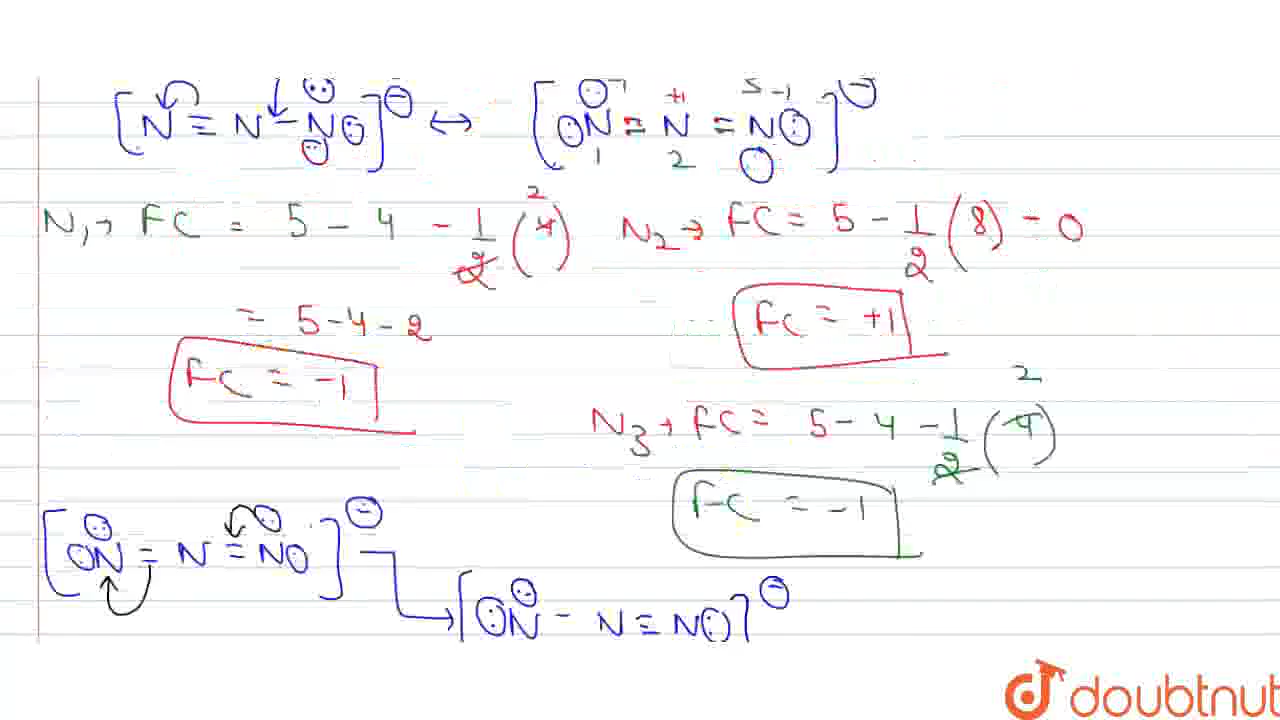 [N ≡ N - N]⊖ ↔ [N = N = N]⊖
-1 +1 5 -1
1 2
N₁→ FC = 5 - 4 - 1/2 (4) 2
N₂→ FC = 5 - 1/2 (8) - 0
= 5 - 4 - 2
FC = +1
FC = -1
N₃→ FC = 5 - 4 - 1/2 (4) 2
FC = -1
[N = N = N]⊖
[N - N ≡ N]⊖
doubtnut